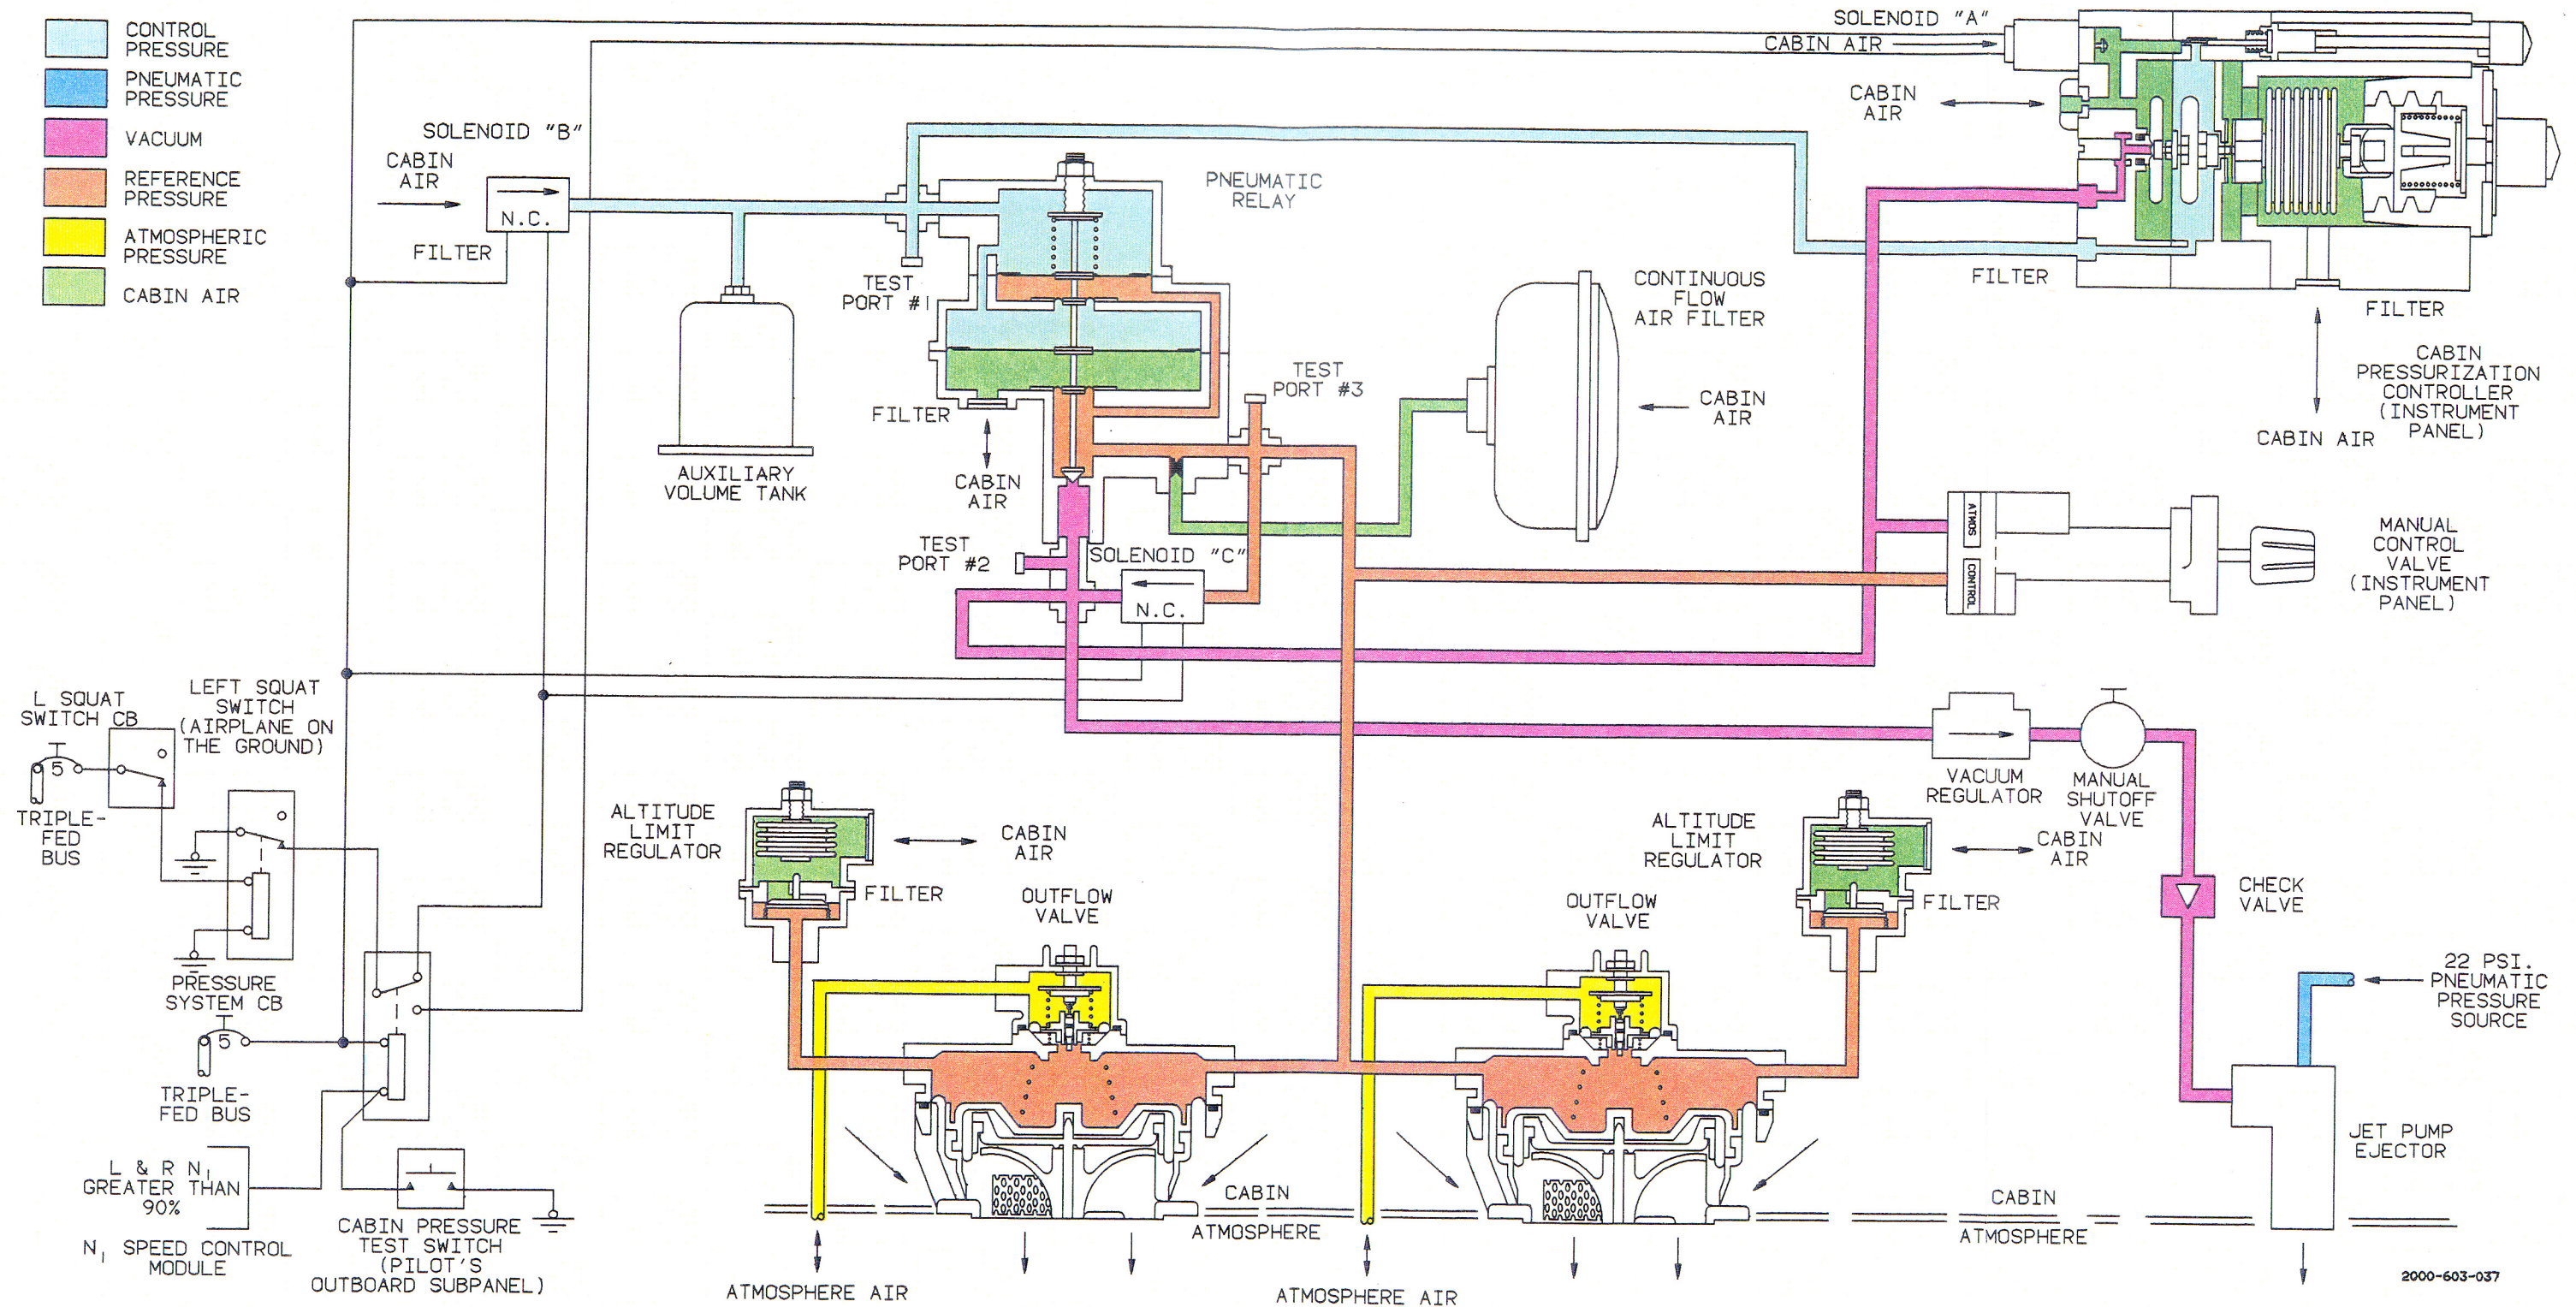 CONTROL
PRESSURE
PNEUMATIC
PRESSURE
VACUUM
REFERENCE
PRESSURE
ATMOSPHERIC
PRESSURE
CABIN AIR
SOLENOID "A"
CABIN AIR
CABIN
AIR
SOLENOID "B"
CABIN
AIR
N.C.
FILTER
PNEUMATIC
RELAY
TEST
PORT #1
AUXILIARY
VOLUME TANK
FILTER
CABIN
AIR
TEST
PORT #3
CONTINUOUS
FLOW
AIR FILTER
CABIN
AIR
FILTER
FILTER
CABIN AIR
CABIN
PRESSURIZATION
CONTROLLER
(INSTRUMENT
PANEL)
TEST
PORT #2
SOLENOID "C"
N.C.
ATMOS
CONTROL
MANUAL
CONTROL
VALVE
(INSTRUMENT
PANEL)
L SQUAT
SWITCH CB
5
TRIPLE-
FED
BUS
LEFT SQUAT
SWITCH
(AIRPLANE ON
THE GROUND)
PRESSURE
SYSTEM CB
5
TRIPLE-
FED BUS
L & R N1
GREATER THAN
90%
N1 SPEED CONTROL
MODULE
CABIN PRESSURE
TEST SWITCH
(PILOT'S
OUTBOARD SUBPANEL)
ALTITUDE
LIMIT
REGULATOR
CABIN
AIR
FILTER
OUTFLOW
VALVE
CABIN
ATMOSPHERE
ATMOSPHERE AIR
OUTFLOW
VALVE
ALTITUDE
LIMIT
REGULATOR
CABIN
AIR
FILTER
ATMOSPHERE AIR
VACUUM
REGULATOR
MANUAL
SHUTOFF
VALVE
CHECK
VALVE
22 PSI.
PNEUMATIC
PRESSURE
SOURCE
JET PUMP
EJECTOR
CABIN
ATMOSPHERE
2000-603-037